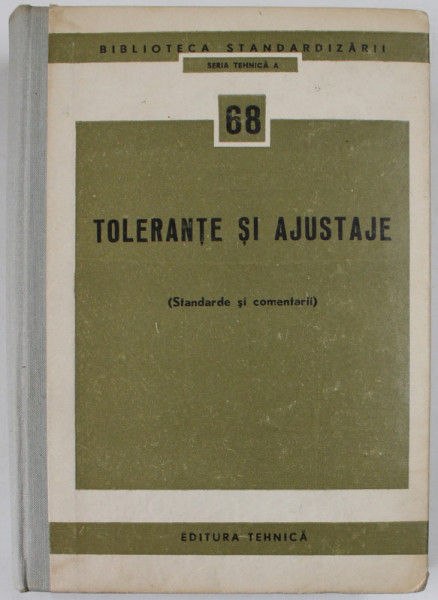 BIBLIOTECA STANDARDIZĂRII
SERIA TEHNICĂ A
68
TOLERANȚE ȘI AJUSTAJE
(Standarde și comentarii)
EDITURA TEHNICĂ